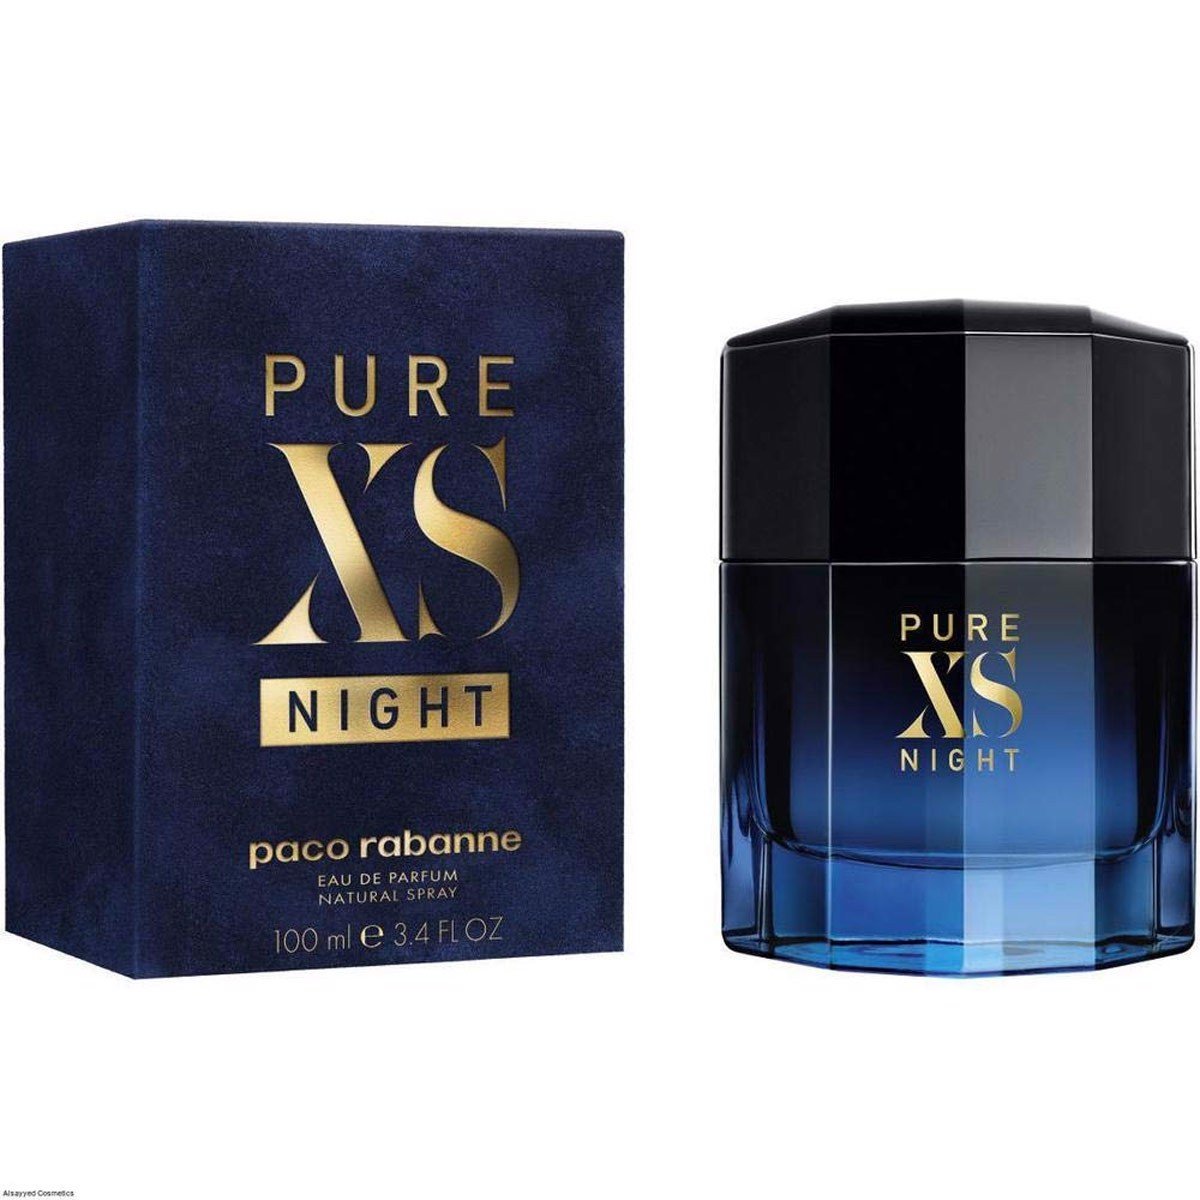 PURE
XS
NIGHT
paco rabanne
EAU DE PARFUM
NATURAL SPRAY
100 ml ℮ 3.4 FL OZ
PURE
XS
NIGHT
Alsayyed Cosmetics